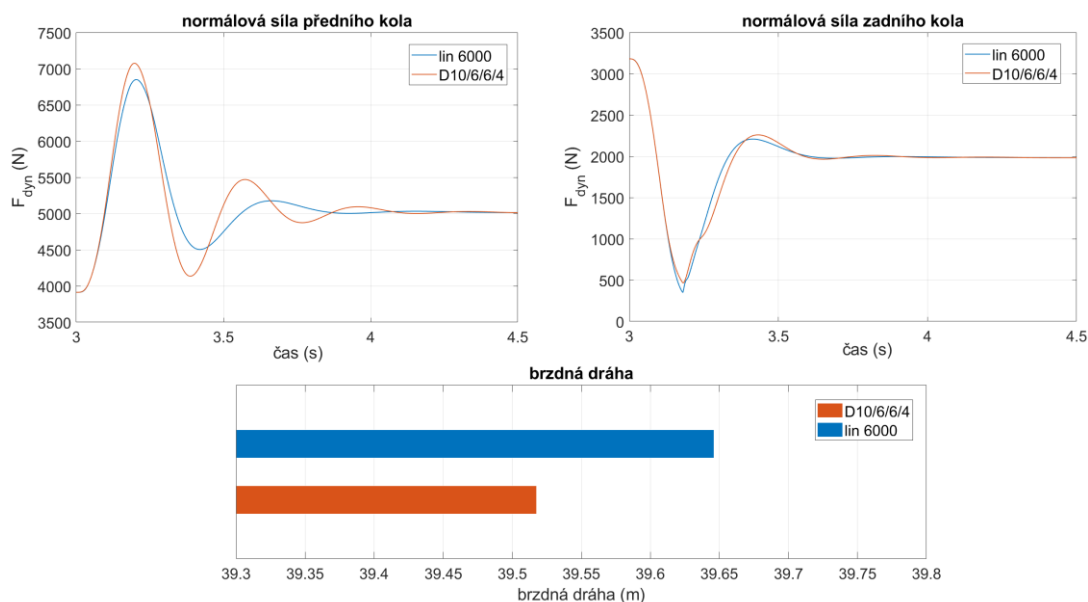 normálová síla předního kola
7500
7000
6500
6000
5500
5000
4500
4000
3500
F_dyn (N)
lin 6000
D10/6/6/4
3 3.5 4 4.5
čas (s)
normálová síla zadního kola
3500
3000
2500
2000
1500
1000
500
0
F_dyn (N)
lin 6000
D10/6/6/4
3 3.5 4 4.5
čas (s)
brzdná dráha
D10/6/6/4
lin 6000
39.3 39.35 39.4 39.45 39.5 39.55 39.6 39.65 39.7 39.75 39.8
brzdná dráha (m)